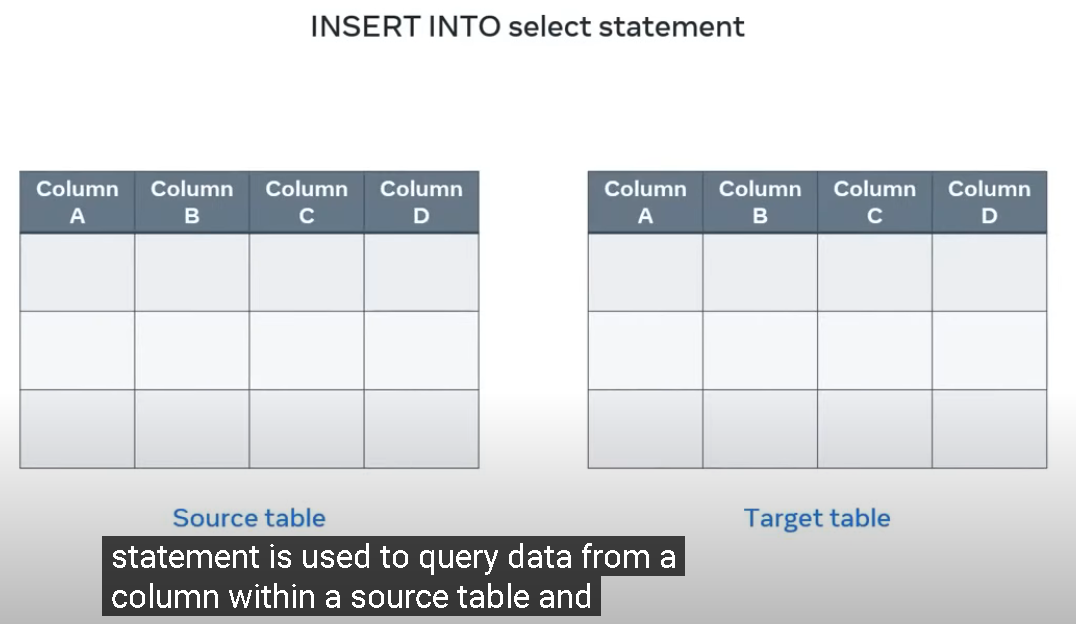 INSERT INTO select statement
Column A Column B Column C Column D
Column A Column B Column C Column D
Source table
Target table
statement is used to query data from a
column within a source table and